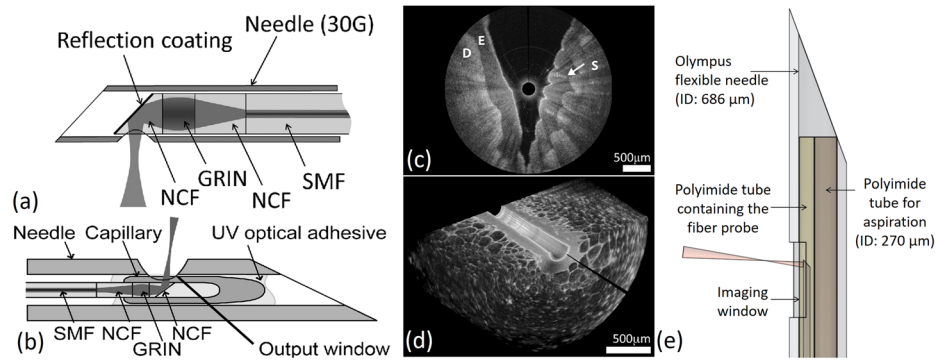 (a)
Needle (30G)
Reflection coating
NCF
GRIN
NCF
SMF
(b)
Needle
Capillary
UV optical adhesive
SMF
NCF
GRIN
NCF
Output window
(c)
D
E
S
500µm
(d)
500µm
Olympus
flexible needle
(ID: 686 µm)
Polyimide tube
containing the
fiber probe
Imaging
window
Polyimide
tube for
aspiration
(ID: 270 µm)
(e)